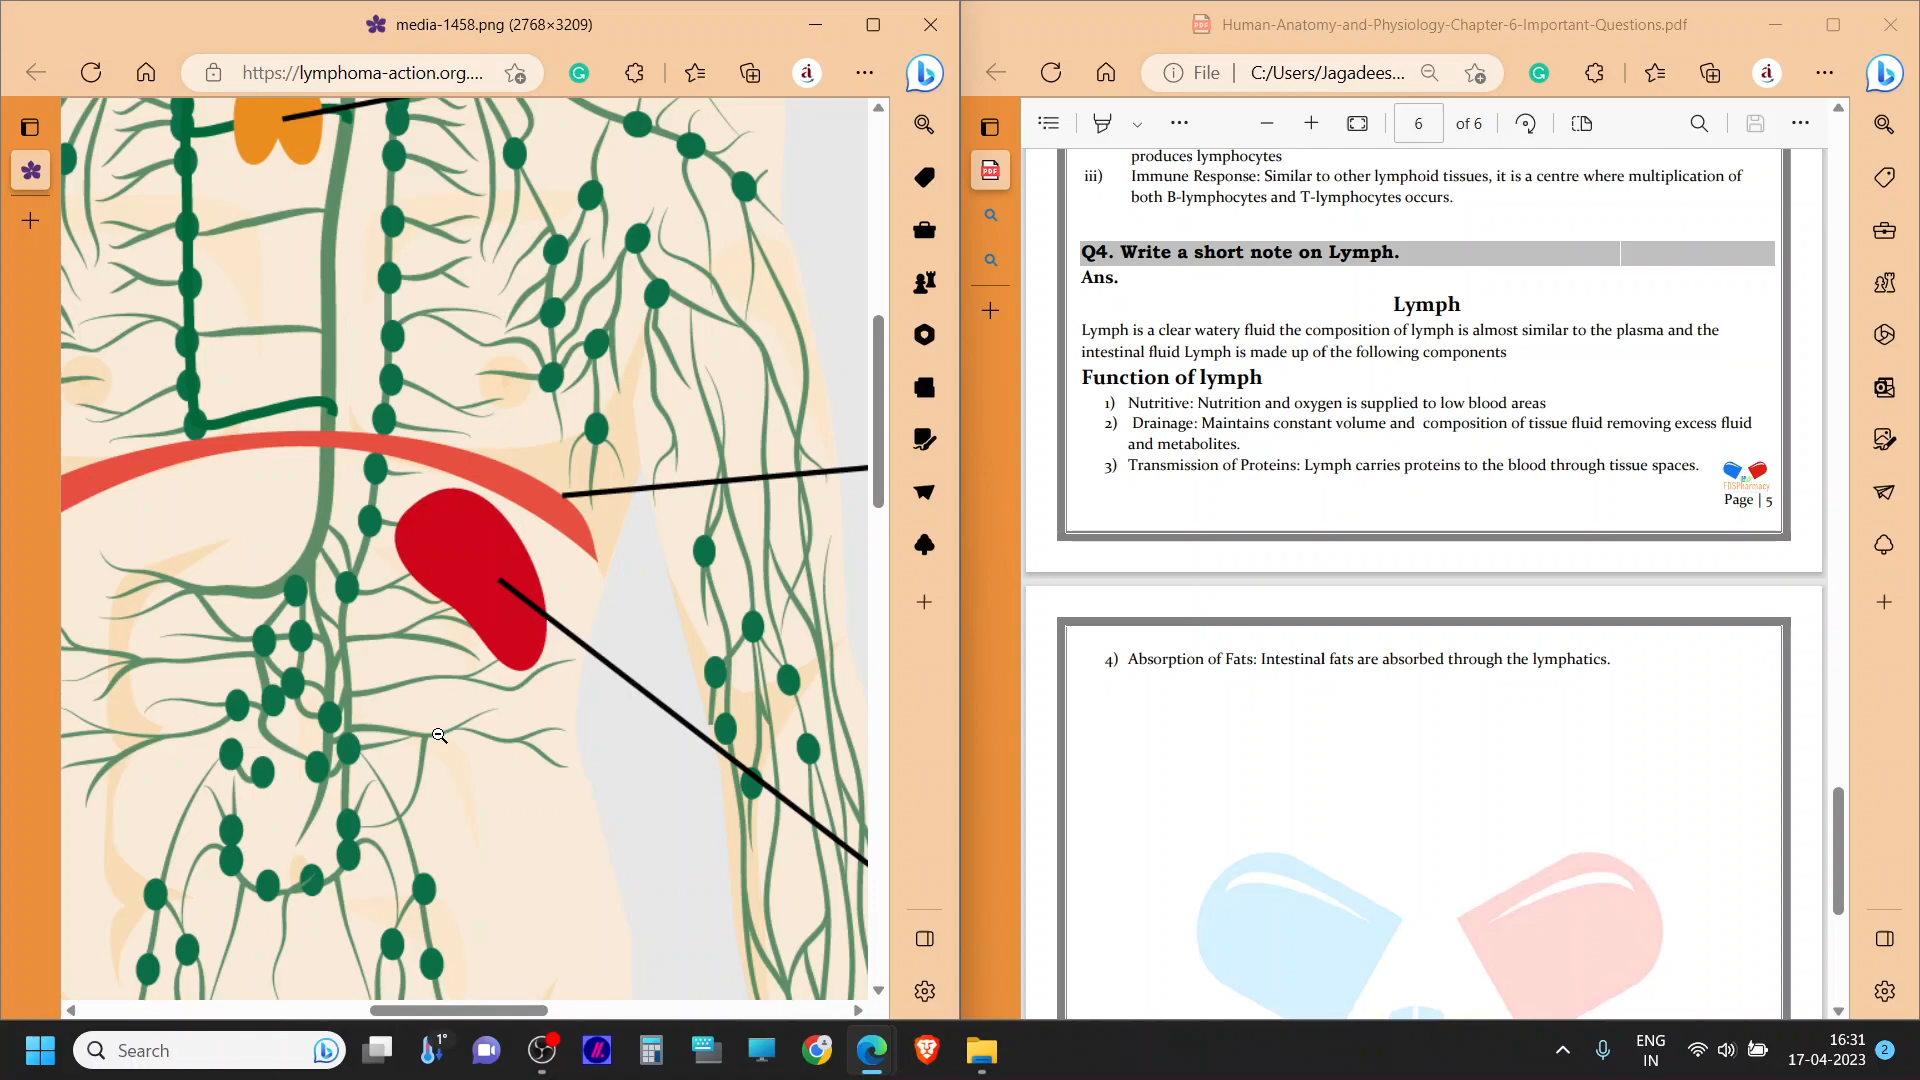 media-1458.png (2768×3209)
https://lymphoma-action.org....
Human-Anatomy-and-Physiology-Chapter-6-Important-Questions.pdf
File
C:/Users/Jagadees...
6
of 6
produces lymphocytes
iii) Immune Response: Similar to other lymphoid tissues, it is a centre where multiplication of
both B-lymphocytes and T-lymphocytes occurs.
Q4. Write a short note on Lymph.
Ans.
Lymph
Lymph is a clear watery fluid the composition of lymph is almost similar to the plasma and the
intestinal fluid Lymph is made up of the following components
Function of lymph
1) Nutritive: Nutrition and oxygen is supplied to low blood areas
2) Drainage: Maintains constant volume and composition of tissue fluid removing excess fluid
and metabolites.
3) Transmission of Proteins: Lymph carries proteins to the blood through tissue spaces.
FDSPharmacy
Page | 5
4) Absorption of Fats: Intestinal fats are absorbed through the lymphatics.
Search
1°
ENG
IN
16:31
17-04-2023
2